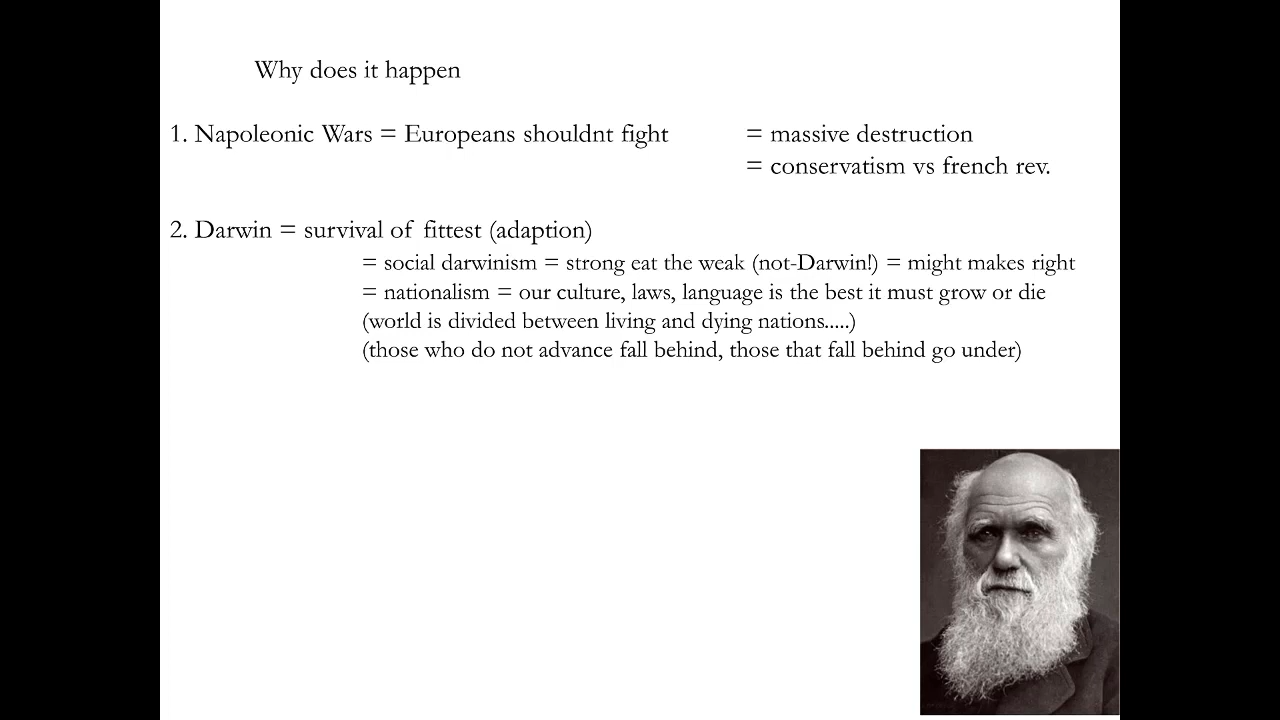 Why does it happen
1. Napoleonic Wars = Europeans shouldnt fight = massive destruction
= conservatism vs french rev.
2. Darwin = survival of fittest (adaption)
= social darwinism = strong eat the weak (not-Darwin!) = might makes right
= nationalism = our culture, laws, language is the best it must grow or die
(world is divided between living and dying nations.....)
(those who do not advance fall behind, those that fall behind go under)